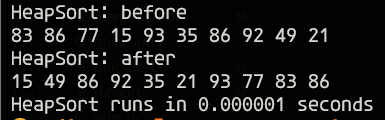 HeapSort: before
83 86 77 15 93 35 86 92 49 21
HeapSort: after
15 49 86 92 35 21 93 77 83 86
HeapSort runs in 0.000001 seconds